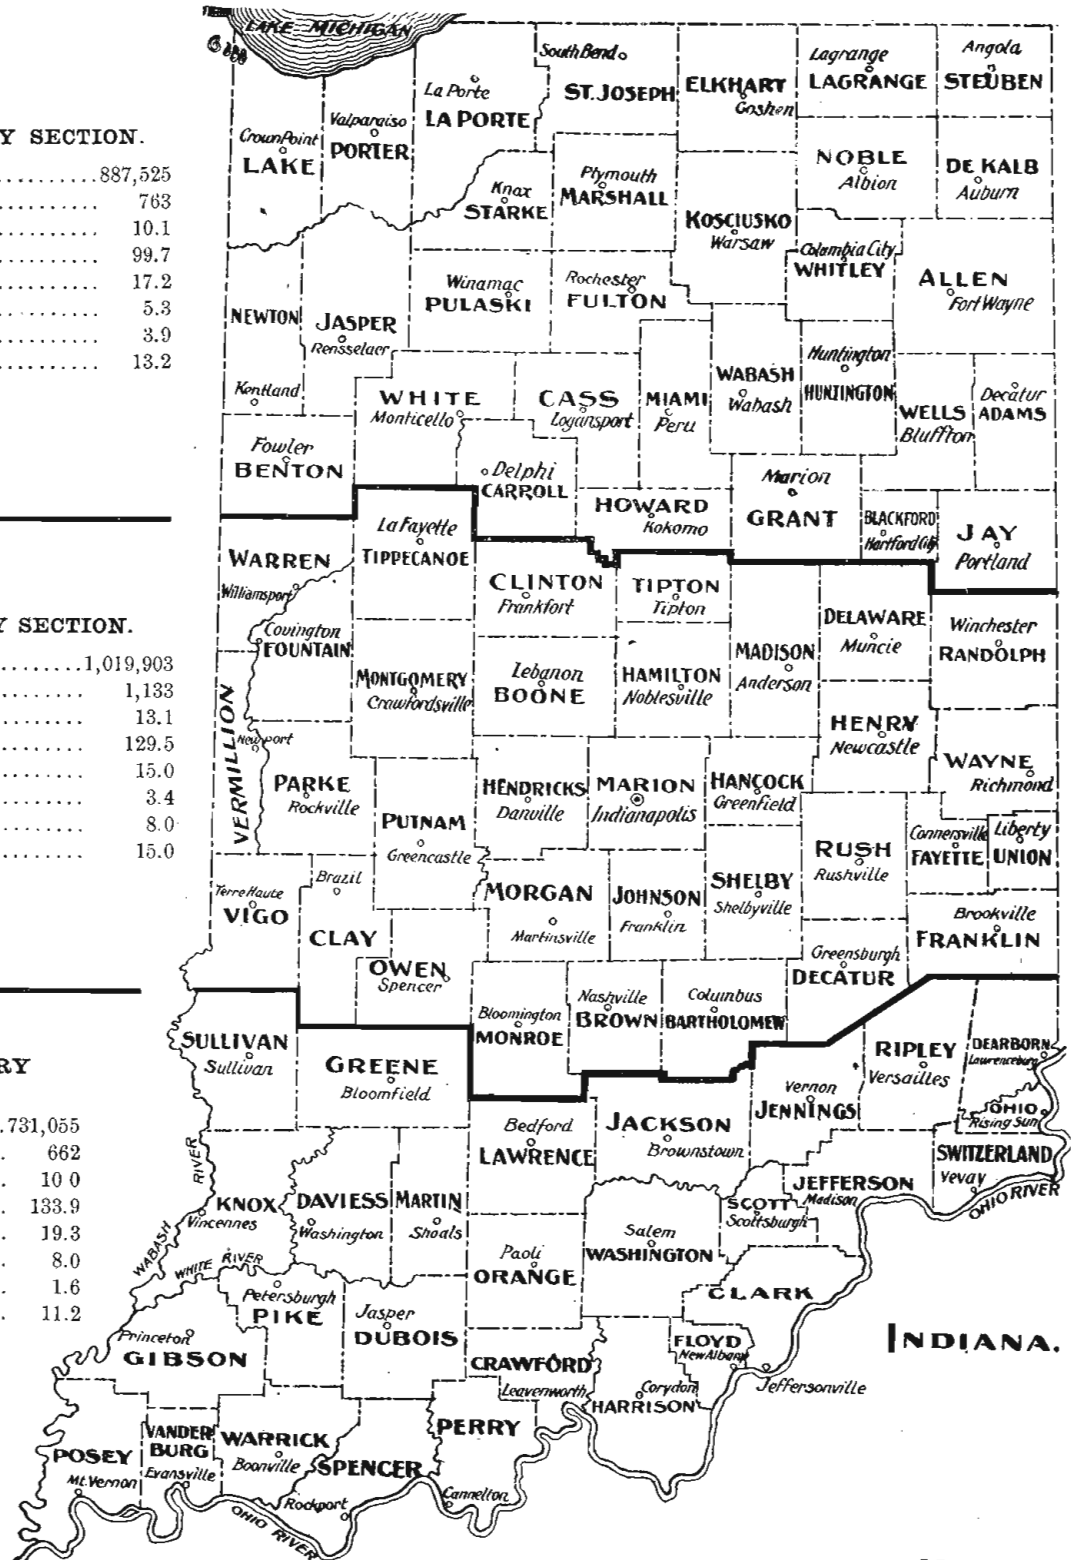 LAKE MICHIGAN
Y SECTION.
..........887,525
.......... 763
.......... 10.1
.......... 99.7
.......... 17.2
.......... 5.3
.......... 3.9
.......... 13.2
Crown Point
LAKE
Valparaiso
PORTER
La Porte
LA PORTE
South Bend
ST. JOSEPH
ELKHART
Goshen
Lagrange
LAGRANGE
Angola
STEUBEN
Knax
STARKE
Plymouth
MARSHALL
KOSCIUSKO
Warsaw
NOBLE
Albion
DE KALB
Auburn
Columbia City
WHITLEY
ALLEN
Fort Wayne
NEWTON
Kentland
JASPER
Rensselaer
Winamac
PULASKI
Rochester
FULTON
WHITE
Monticello
CASS
Logansport
MIAMI
Peru
WABASH
Wabash
Huntington
HUNTINGTON
WELLS
Bluffton
Decatur
ADAMS
Fowler
BENTON
Delphi
CARROLL
HOWARD
Kokomo
Marion
GRANT
BLACKFORD
Hartford City
JAY
Portland
Y SECTION.
.........1,019,903
......... 1,133
......... 13.1
......... 129.5
......... 15.0
......... 3.4
......... 8.0
......... 15.0
WARREN
Williamsport
La Fayette
TIPPECANOE
CLINTON
Frankfort
TIPTON
Tipton
Covington
FOUNTAIN
MONTGOMERY
Crawfordsville
Lebanon
BOONE
HAMILTON
Noblesville
MADISON
Anderson
DELAWARE
Muncie
Winchester
RANDOLPH
HENRY
Newcastle
WAYNE
Richmond
VERMILLION
Newport
PARKE
Rockville
PUTNAM
Greencastle
HENDRICKS
Danville
MARION
Indianapolis
HANCOCK
Greenfield
RUSH
Rushville
Connersville
FAYETTE
Liberty
UNION
Terre Haute
VIGO
Brazil
CLAY
OWEN
Spencer
MORGAN
Martinsville
JOHNSON
Franklin
SHELBY
Shelbyville
Greensburgh
DECATUR
Brookville
FRANKLIN
Bloomington
MONROE
Nashville
BROWN
Columbus
BARTHOLOMEW
RY
.731,055
. 662
. 10 0
. 133.9
. 19.3
. 8.0
. 1.6
. 11.2
SULLIVAN
Sullivan
GREENE
Bloomfield
Bedford
LAWRENCE
JACKSON
Brownstown
Vernon
JENNINGS
RIPLEY
Versailles
DEARBORN
Lawrenceburg
OHIO
Rising Sun
SWITZERLAND
Vevay
OHIO RIVER
JEFFERSON
Madison
SCOTT
Scottsburgh
KNOX
Vincennes
WABASH RIVER
WHITE RIVER
DAVIESS
Washington
MARTIN
Shoals
Paoli
ORANGE
Salem
WASHINGTON
CLARK
Jeffersonville
FLOYD
New Albany
Petersburgh
PIKE
Jasper
DUBOIS
Princeton
GIBSON
CRAWFORD
Leavenworth
Corydon
HARRISON
INDIANA.
POSEY
Mt. Vernon
VANDER
BURG
Evansville
WARRICK
Boonville
SPENCER
Rockport
PERRY
Cannelton
OHIO RIVER